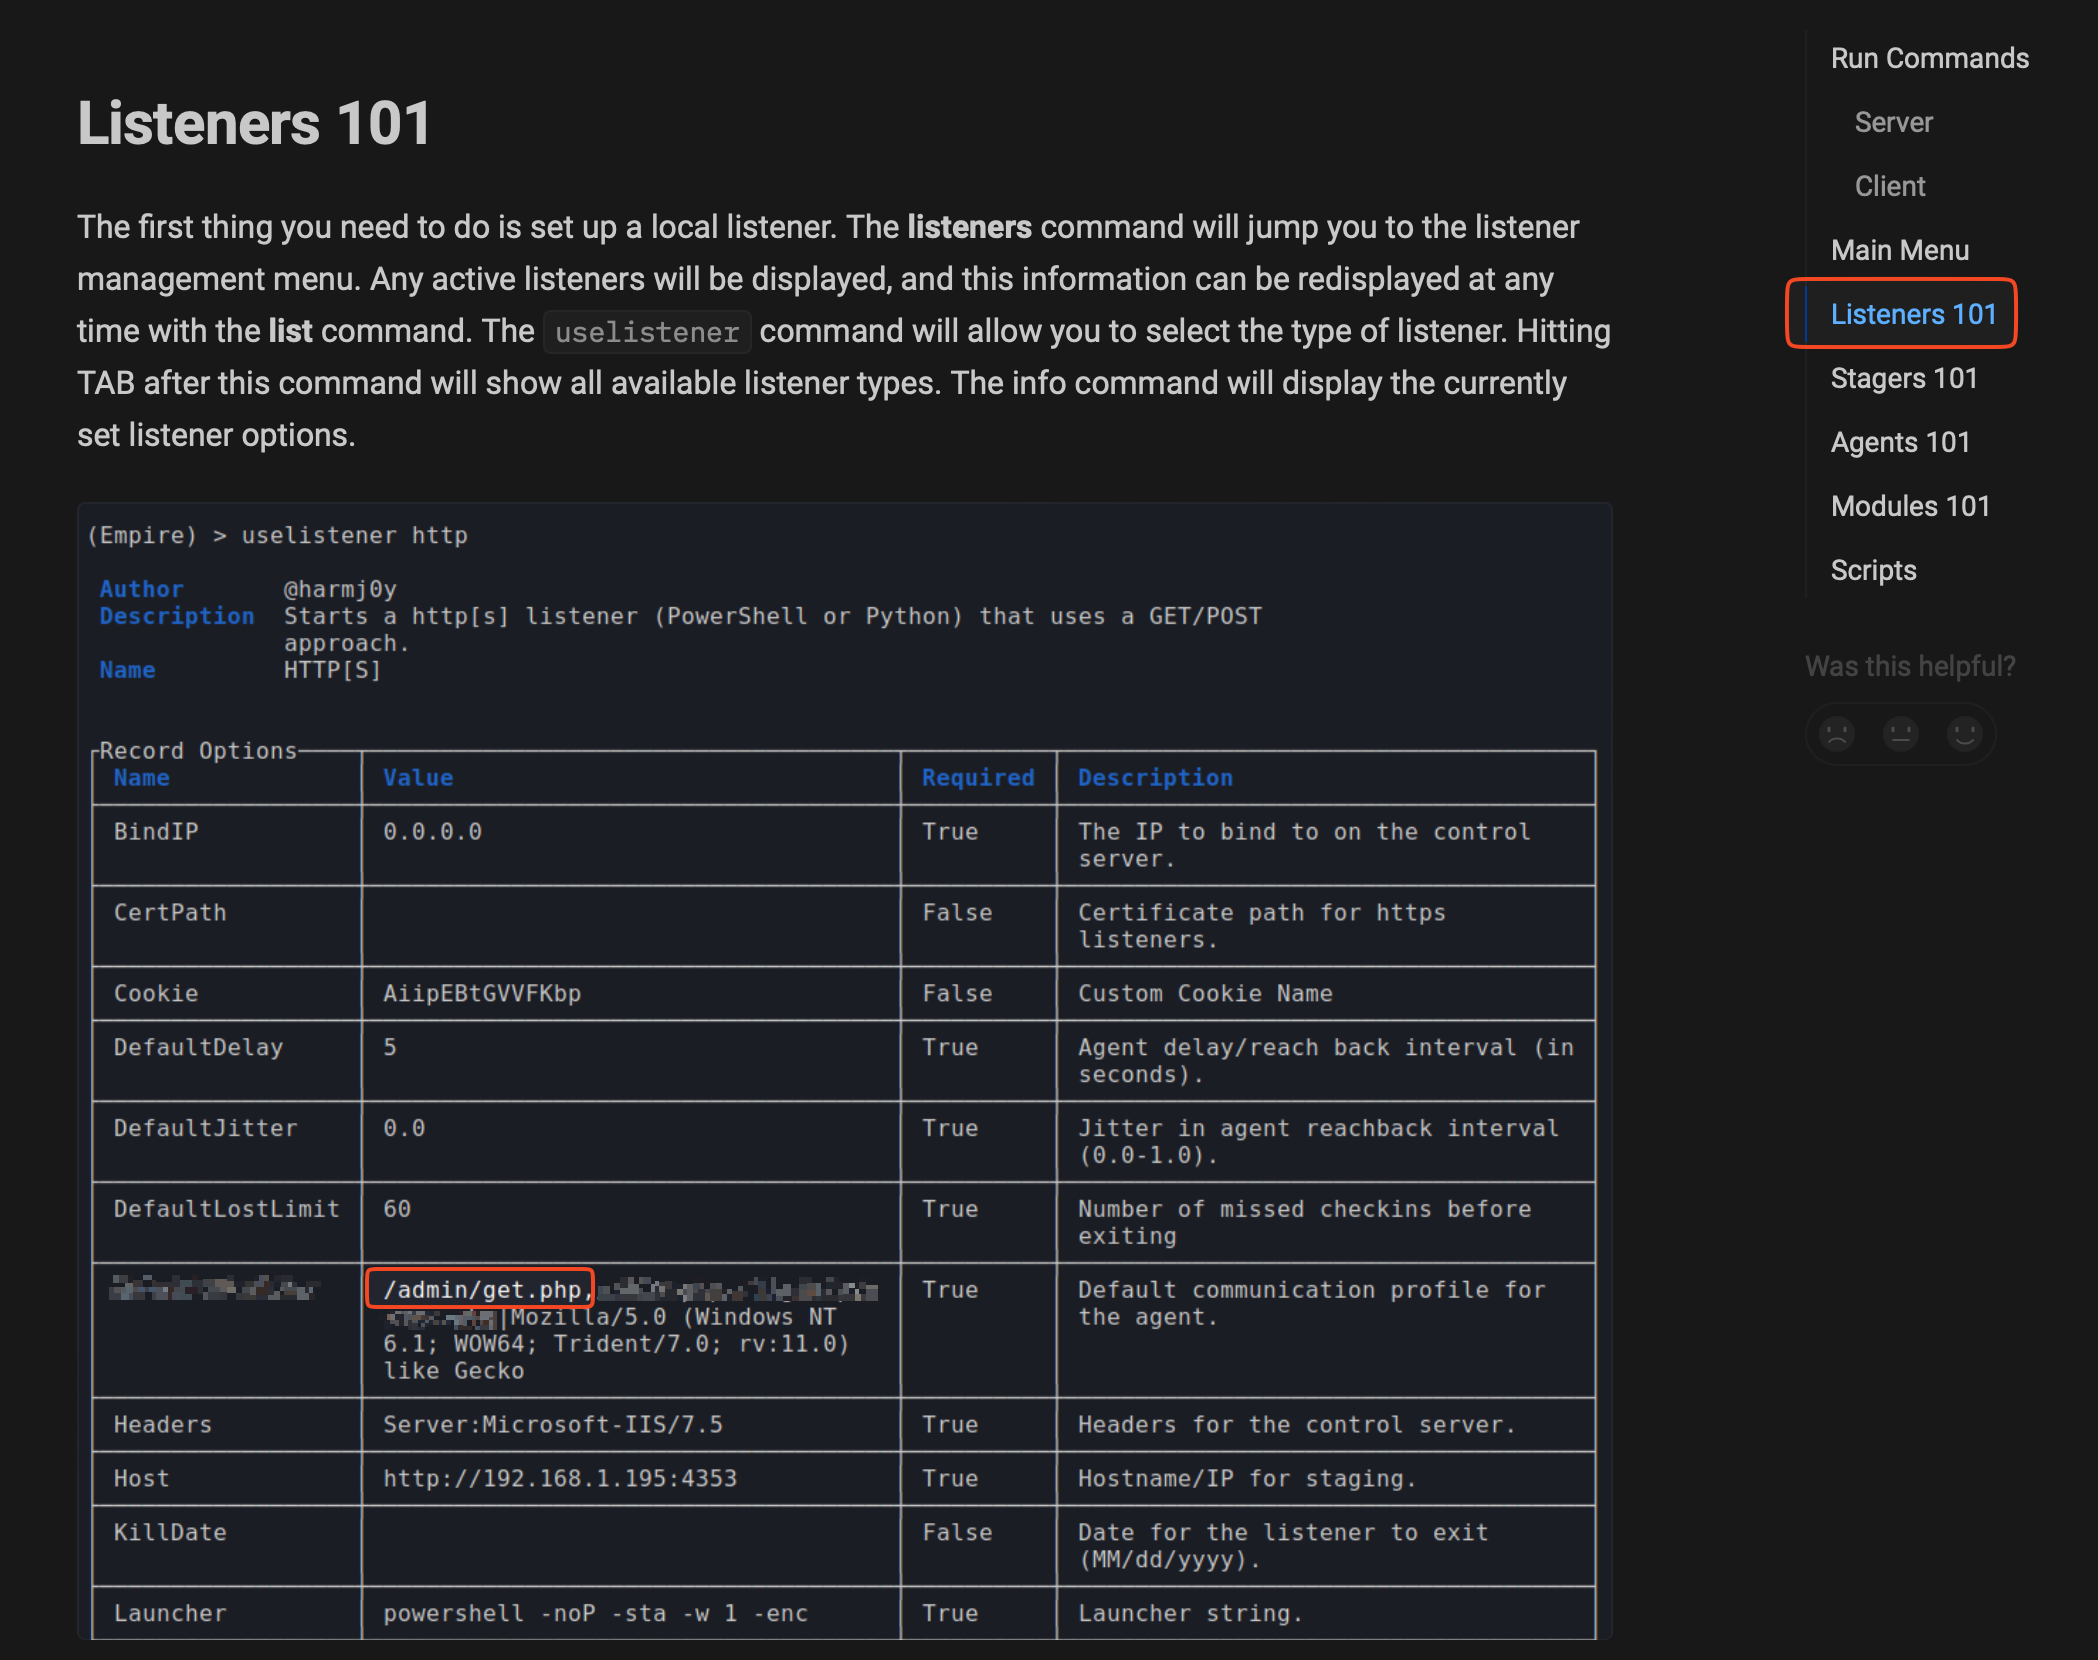 Listeners 101
The first thing you need to do is set up a local listener. The listeners command will jump you to the listener
management menu. Any active listeners will be displayed, and this information can be redisplayed at any
time with the list command. The uselistener command will allow you to select the type of listener. Hitting
TAB after this command will show all available listener types. The info command will display the currently
set listener options.
(Empire) > uselistener http
Author @harmj0y
Description Starts a http[s] listener (PowerShell or Python) that uses a GET/POST
approach.
Name HTTP[S]
Record Options
Name Value Required Description
BindIP 0.0.0.0 True The IP to bind to on the control
server.
CertPath False Certificate path for https
listeners.
Cookie AiipEBtGVVFKbp False Custom Cookie Name
DefaultDelay 5 True Agent delay/reach back interval (in
seconds).
DefaultJitter 0.0 True Jitter in agent reachback interval
(0.0-1.0).
DefaultLostLimit 60 True Number of missed checkins before
exiting
/admin/get.php, True Default communication profile for
|Mozilla/5.0 (Windows NT the agent.
6.1; WOW64; Trident/7.0; rv:11.0)
like Gecko
Headers Server:Microsoft-IIS/7.5 True Headers for the control server.
Host http://192.168.1.195:4353 True Hostname/IP for staging.
KillDate False Date for the listener to exit
(MM/dd/yyyy).
Launcher powershell -noP -sta -w 1 -enc True Launcher string.
Run Commands
Server
Client
Main Menu
Listeners 101
Stagers 101
Agents 101
Modules 101
Scripts
Was this helpful?